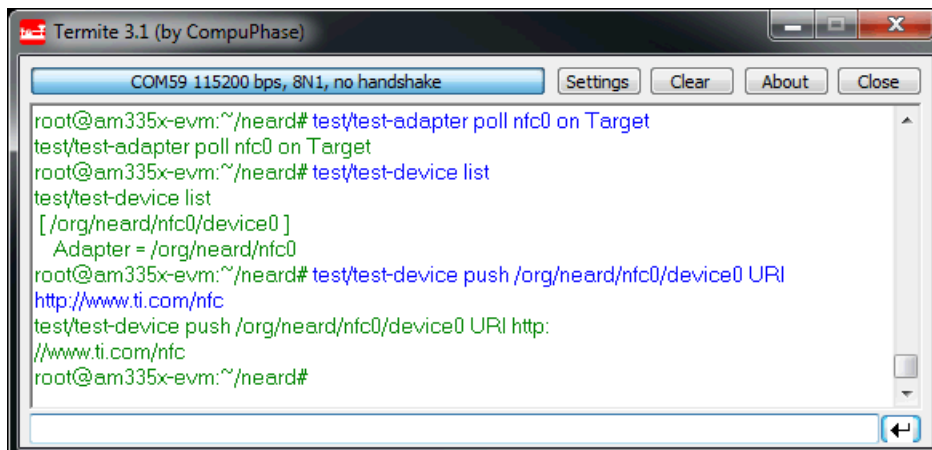 Termite 3.1 (by CompuPhase)
COM59 115200 bps, 8N1, no handshake
Settings
Clear
About
Close
root@am335x-evm:~/neard# test/test-adapter poll nfc0 on Target
test/test-adapter poll nfc0 on Target
root@am335x-evm:~/neard# test/test-device list
test/test-device list
[ /org/neard/nfc0/device0 ]
Adapter = /org/neard/nfc0
root@am335x-evm:~/neard# test/test-device push /org/neard/nfc0/device0 URI
http://www.ti.com/nfc
test/test-device push /org/neard/nfc0/device0 URI http:
//www.ti.com/nfc
root@am335x-evm:~/neard#